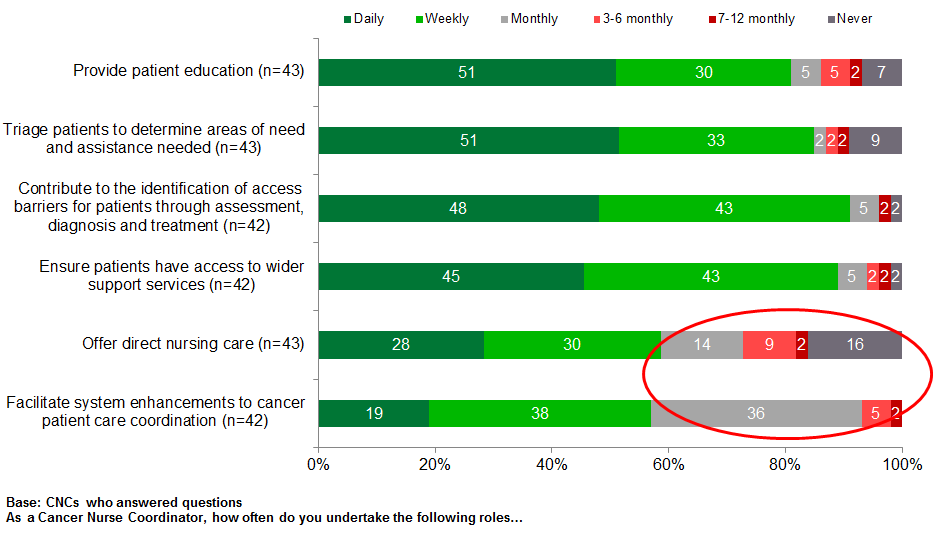 Daily Weekly Monthly 3-6 monthly 7-12 monthly Never
Provide patient education (n=43)
51 30 5 5 2 7
Triage patients to determine areas of need
and assistance needed (n=43)
51 33 2 2 2 9
Contribute to the identification of access
barriers for patients through assessment,
diagnosis and treatment (n=42)
48 43 5 2 2
Ensure patients have access to wider
support services (n=42)
45 43 5 2 2 2
Offer direct nursing care (n=43)
28 30 14 9 2 16
Facilitate system enhancements to cancer
patient care coordination (n=42)
19 38 36 5 2
0% 20% 40% 60% 80% 100%
Base: CNCs who answered questions
As a Cancer Nurse Coordinator, how often do you undertake the following roles…